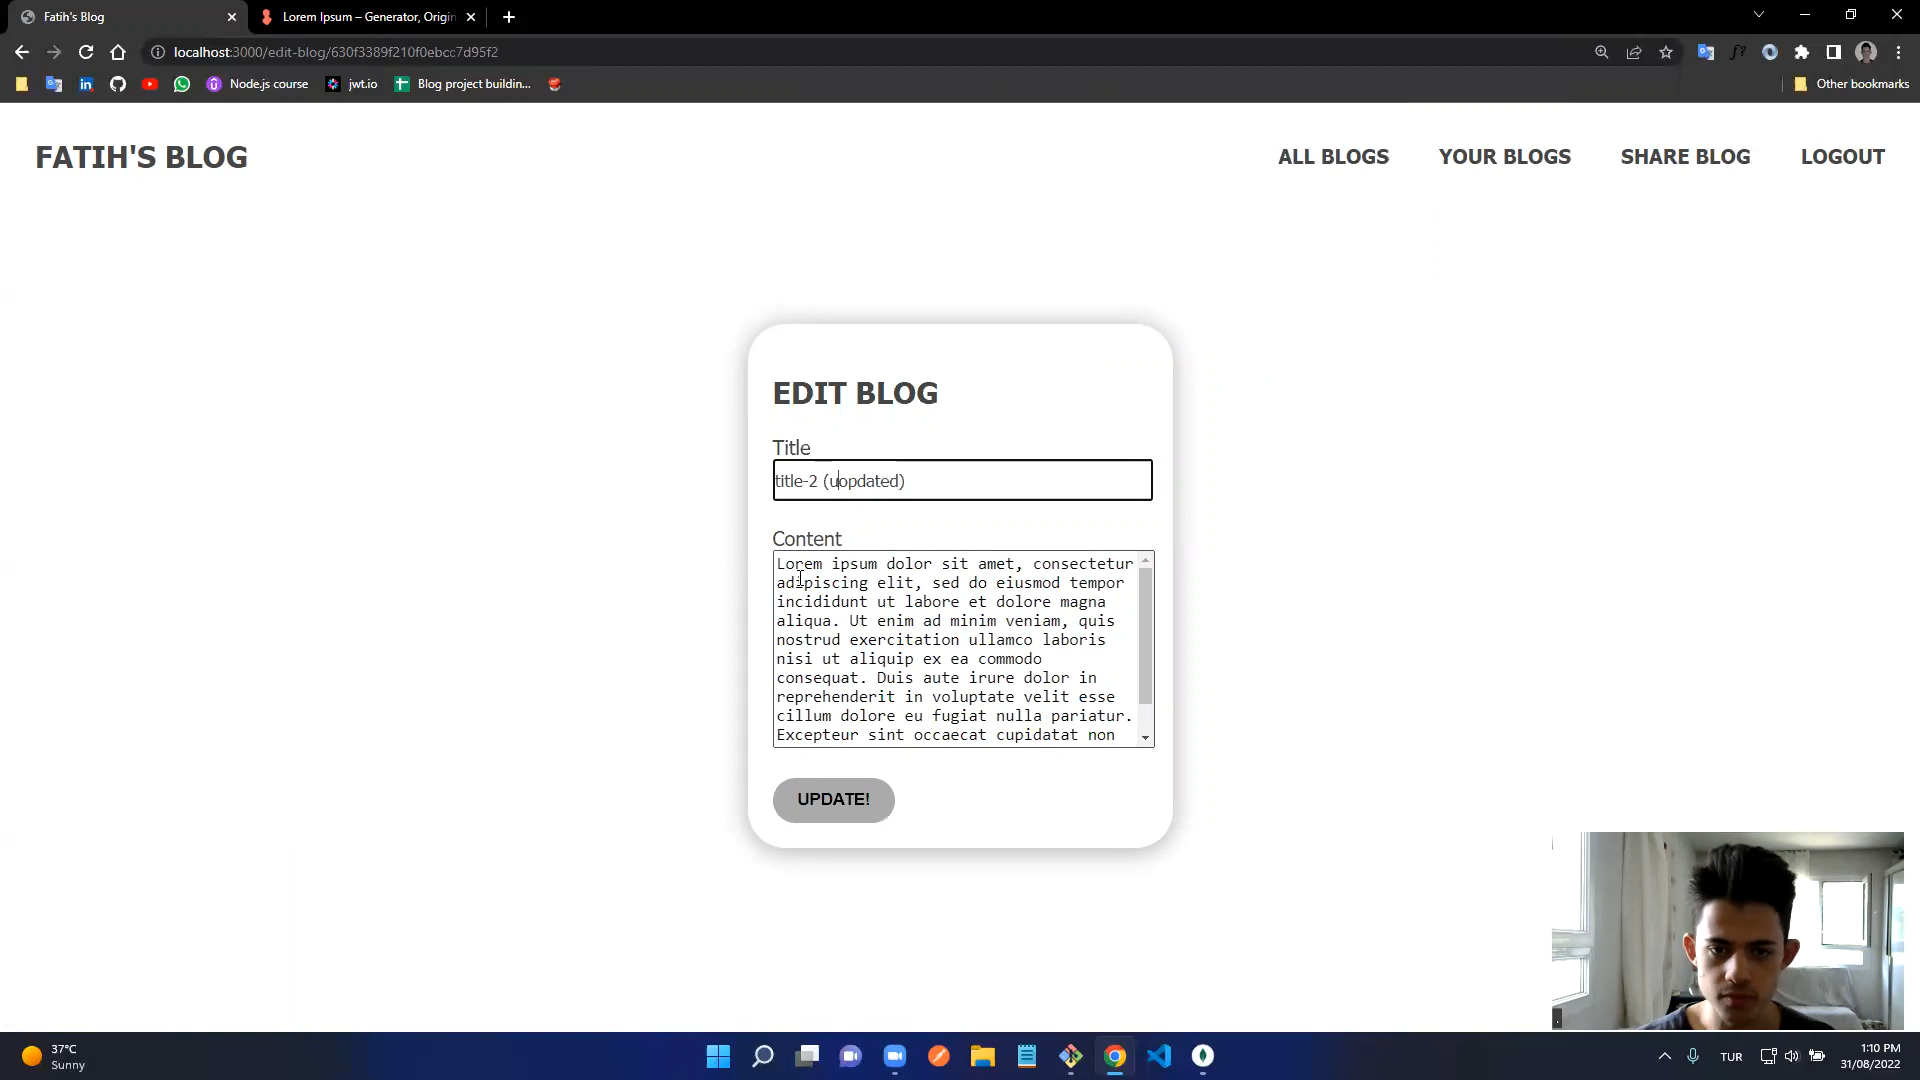 Fatih's Blog
Lorem Ipsum – Generator, Origin
localhost:3000/edit-blog/630f3389f210f0ebcc7d95f2
Node.js course
jwt.io
Blog project buildin...
Other bookmarks
FATIH'S BLOG
ALL BLOGS
YOUR BLOGS
SHARE BLOG
LOGOUT
EDIT BLOG
Title
title-2 (uopdated)
Content
Lorem ipsum dolor sit amet, consectetur
adipiscing elit, sed do eiusmod tempor
incididunt ut labore et dolore magna
aliqua. Ut enim ad minim veniam, quis
nostrud exercitation ullamco laboris
nisi ut aliquip ex ea commodo
consequat. Duis aute irure dolor in
reprehenderit in voluptate velit esse
cillum dolore eu fugiat nulla pariatur.
Excepteur sint occaecat cupidatat non
UPDATE!
37°C
Sunny
TUR
1:10 PM
31/08/2022